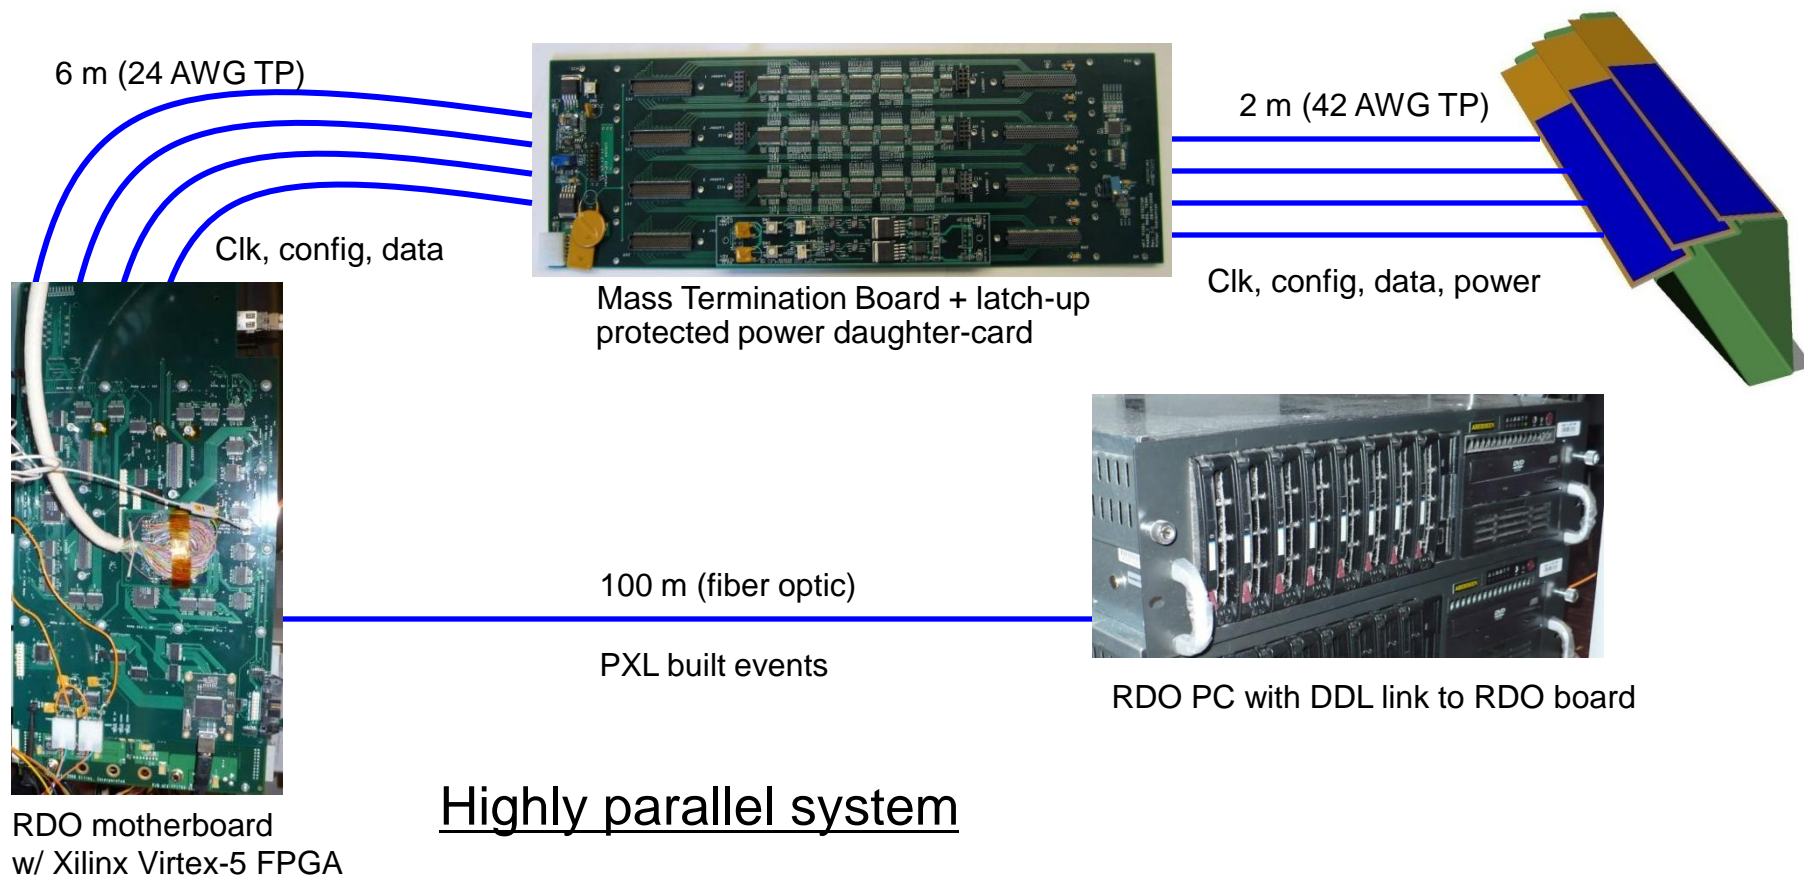 6 m (24 AWG TP)
2 m (42 AWG TP)
Clk, config, data
Clk, config, data, power
Mass Termination Board + latch-up
protected power daughter-card
100 m (fiber optic)
PXL built events
RDO PC with DDL link to RDO board
Highly parallel system
RDO motherboard
w/ Xilinx Virtex-5 FPGA